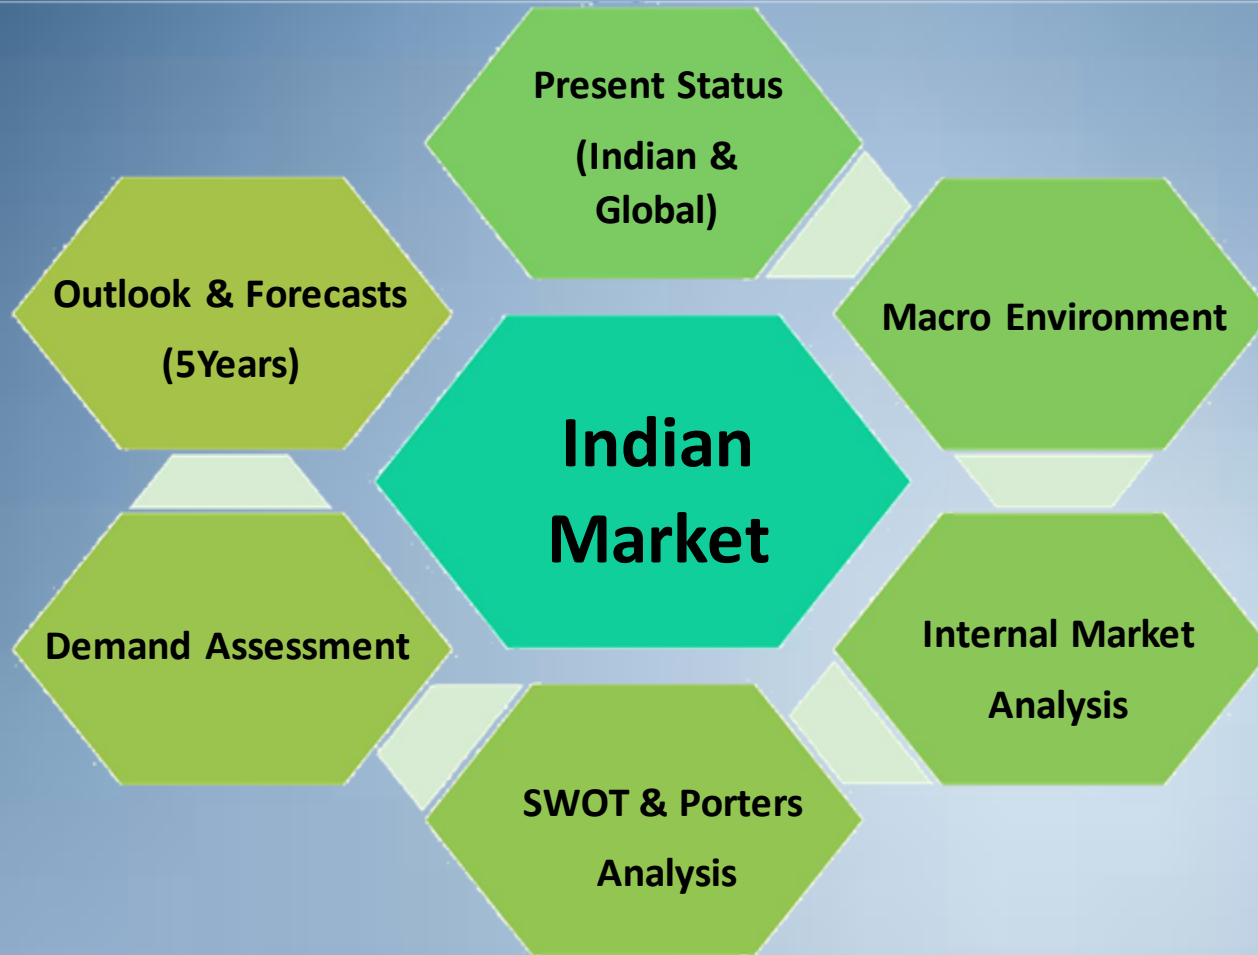 Present Status
(Indian &
Global)
Macro Environment
Internal Market
Analysis
SWOT & Porters
Analysis
Demand Assessment
Outlook & Forecasts
(5Years)
Indian
Market